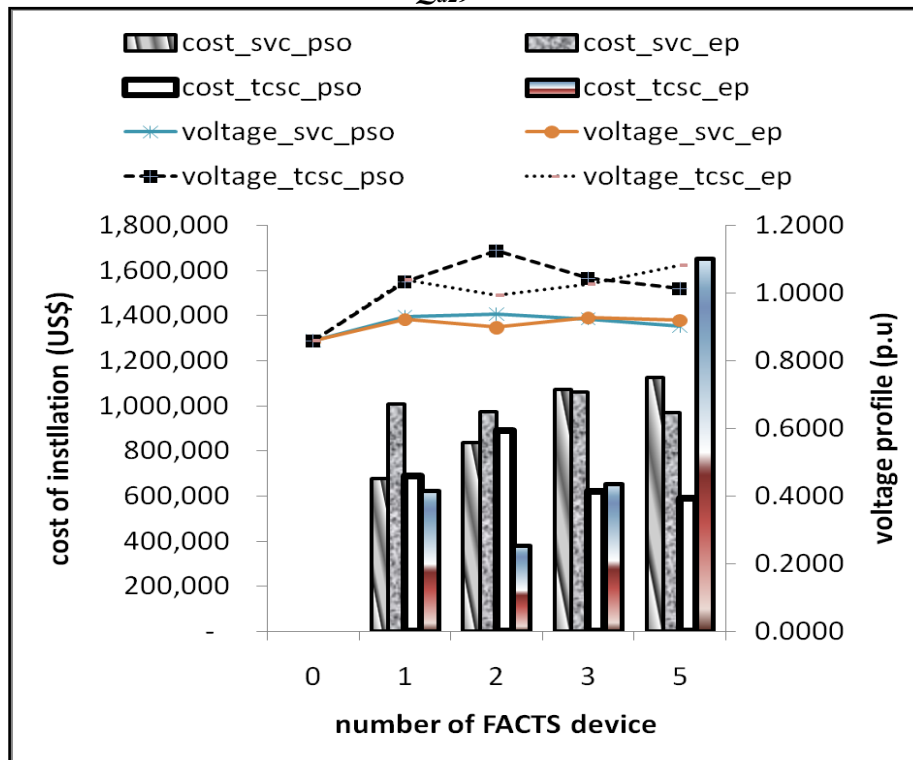 cost_svc_pso
cost_svc_ep
cost_tcsc_pso
cost_tcsc_ep
voltage_svc_pso
voltage_svc_ep
voltage_tcsc_pso
voltage_tcsc_ep
cost of instllation (US$)
1,800,000
1,600,000
1,400,000
1,200,000
1,000,000
800,000
600,000
400,000
200,000
-
1.2000
1.0000
0.8000
0.6000
0.4000
0.2000
0.0000
voltage profile (p.u)
0 1 2 3 5
number of FACTS device